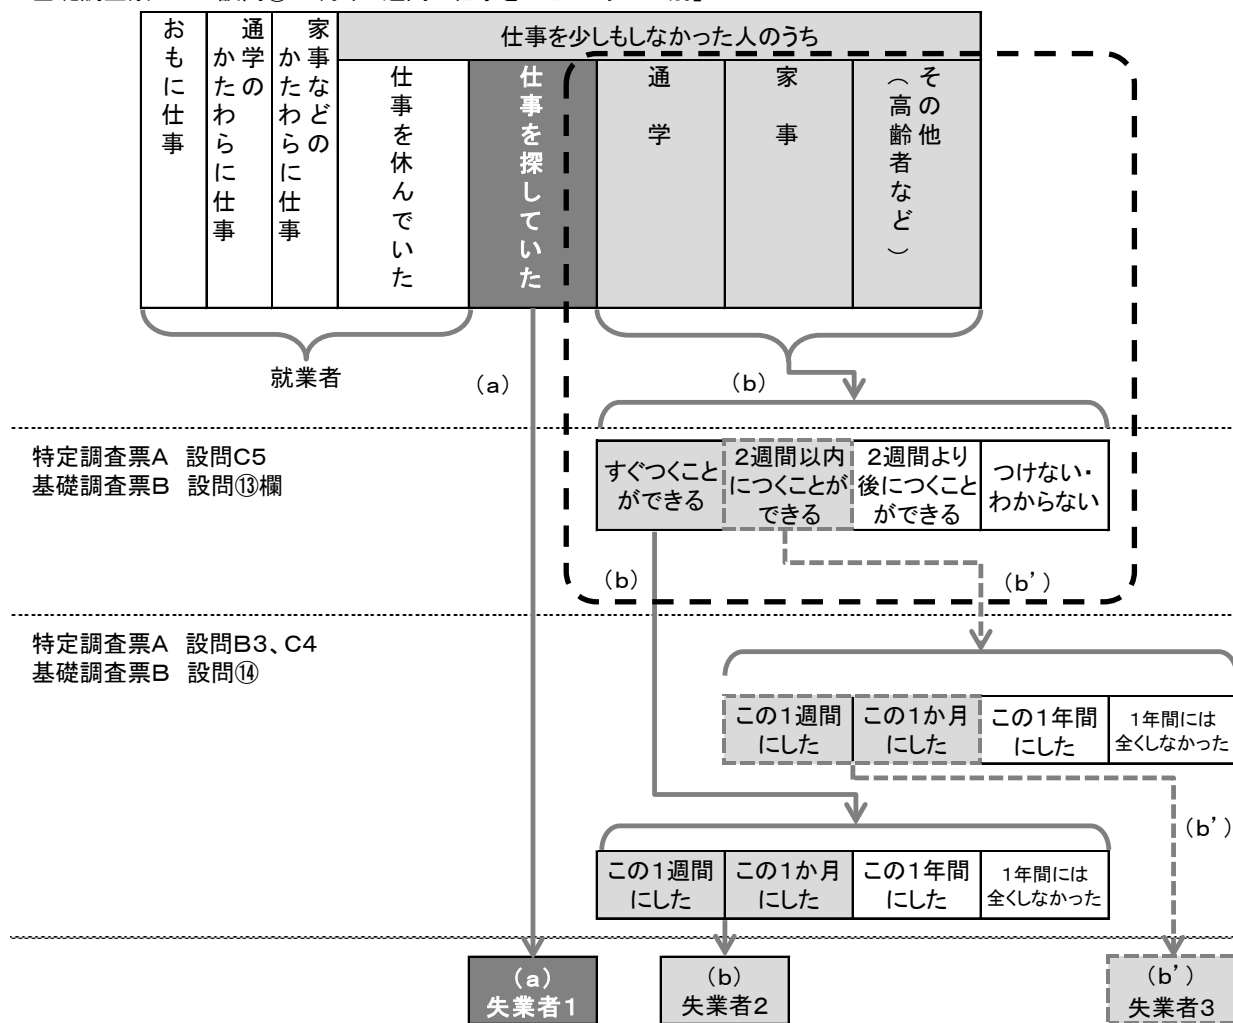 おもに仕事
通学の
かたわらに仕事
家事などの
かたわらに仕事
仕事を少しもしなかった人のうち
仕事を休んでいた
仕事を探していた
通学
家事
その他
（高齢者など）
就業者
(a)
(b)
特定調査票A 設問C5
基礎調査票B 設問⑬欄
すぐつくこと
ができる
2週間以内
につくことが
できる
2週間より
後につくこと
ができる
つけない・
わからない
(b)
(b’)
特定調査票A 設問B3、C4
基礎調査票B 設問⑭
この1週間
にした
この1か月
にした
この1年間
にした
1年間には
全くしなかった
(b’)
この1週間
にした
この1か月
にした
この1年間
にした
1年間には
全くしなかった
(a)
失業者1
(b)
失業者2
(b’)
失業者3